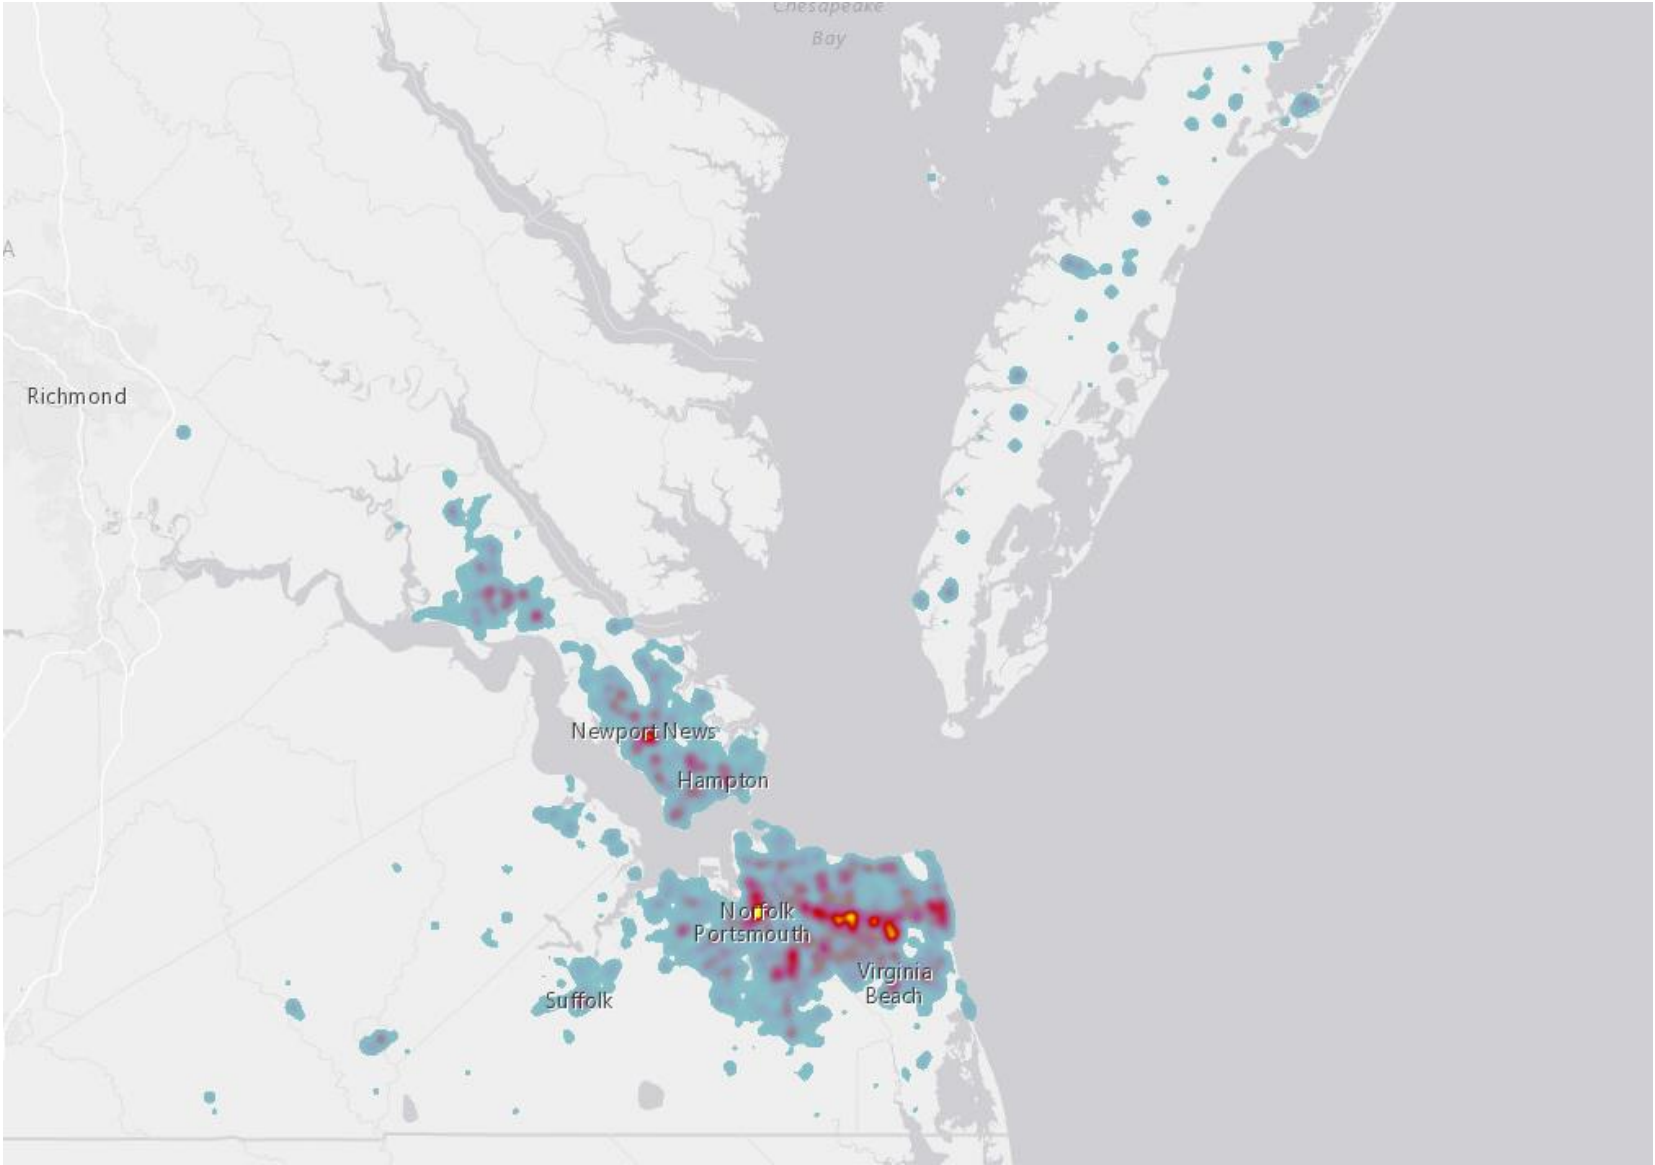 Chesapeake
Bay
A
Richmond
Newport News
Hampton
Norfolk
Portsmouth
Virginia
Beach
Suffolk